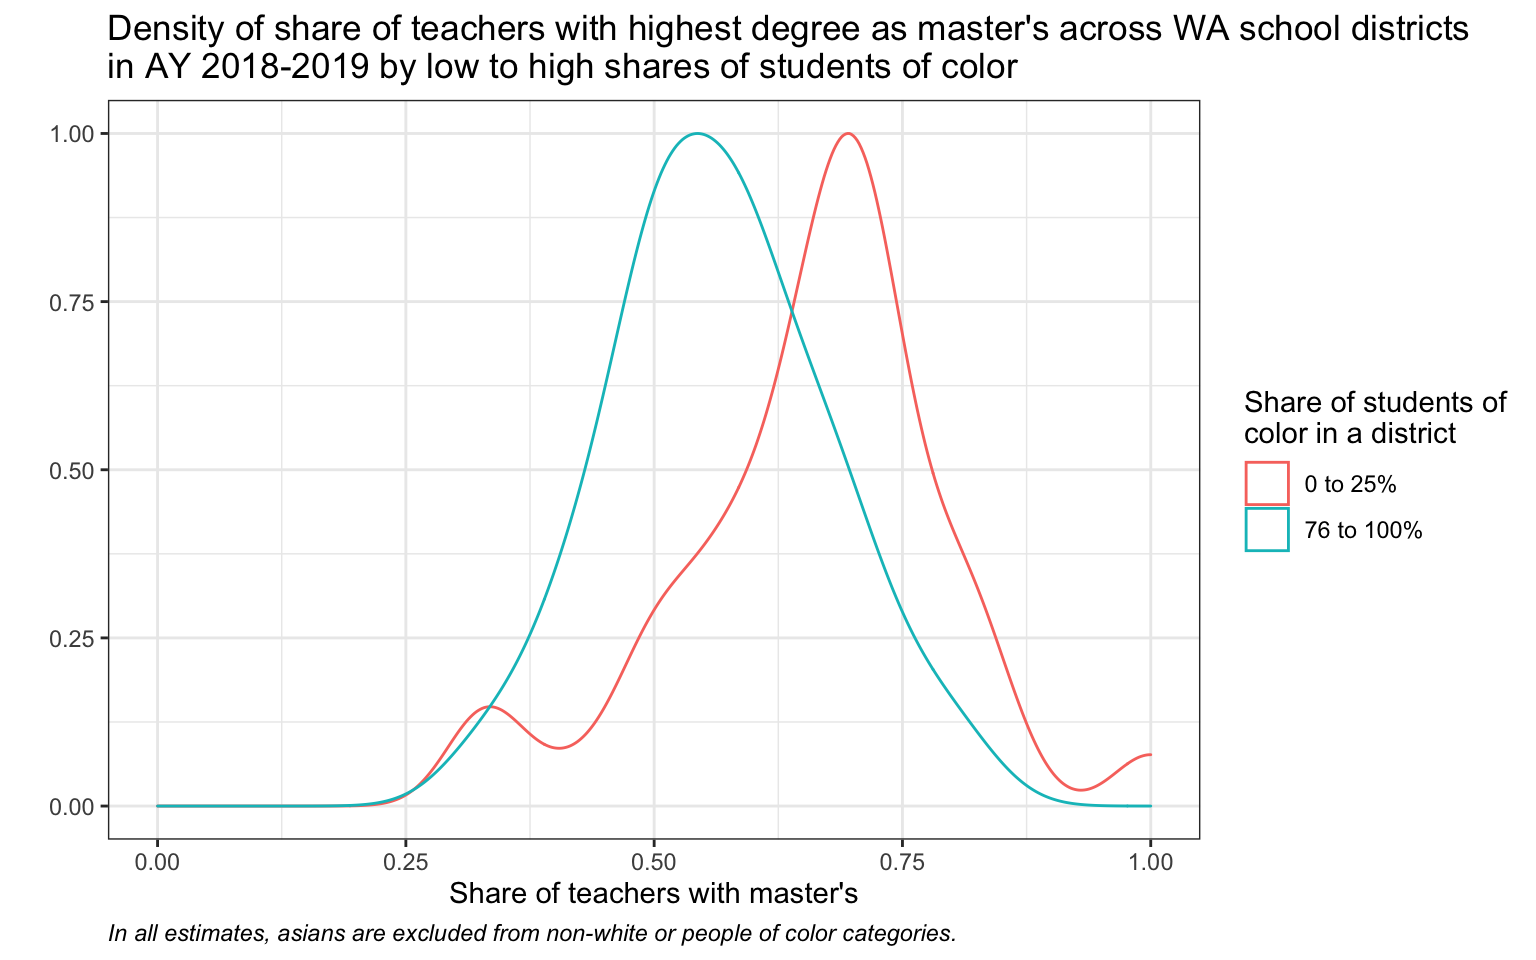 Density of share of teachers with highest degree as master's across WA school districts
in AY 2018-2019 by low to high shares of students of color
1.00
0.75
0.50
0.25
0.00
0.00
0.25
0.50
0.75
1.00
Share of teachers with master's
In all estimates, asians are excluded from non-white or people of color categories.
Share of students of
color in a district
0 to 25%
76 to 100%